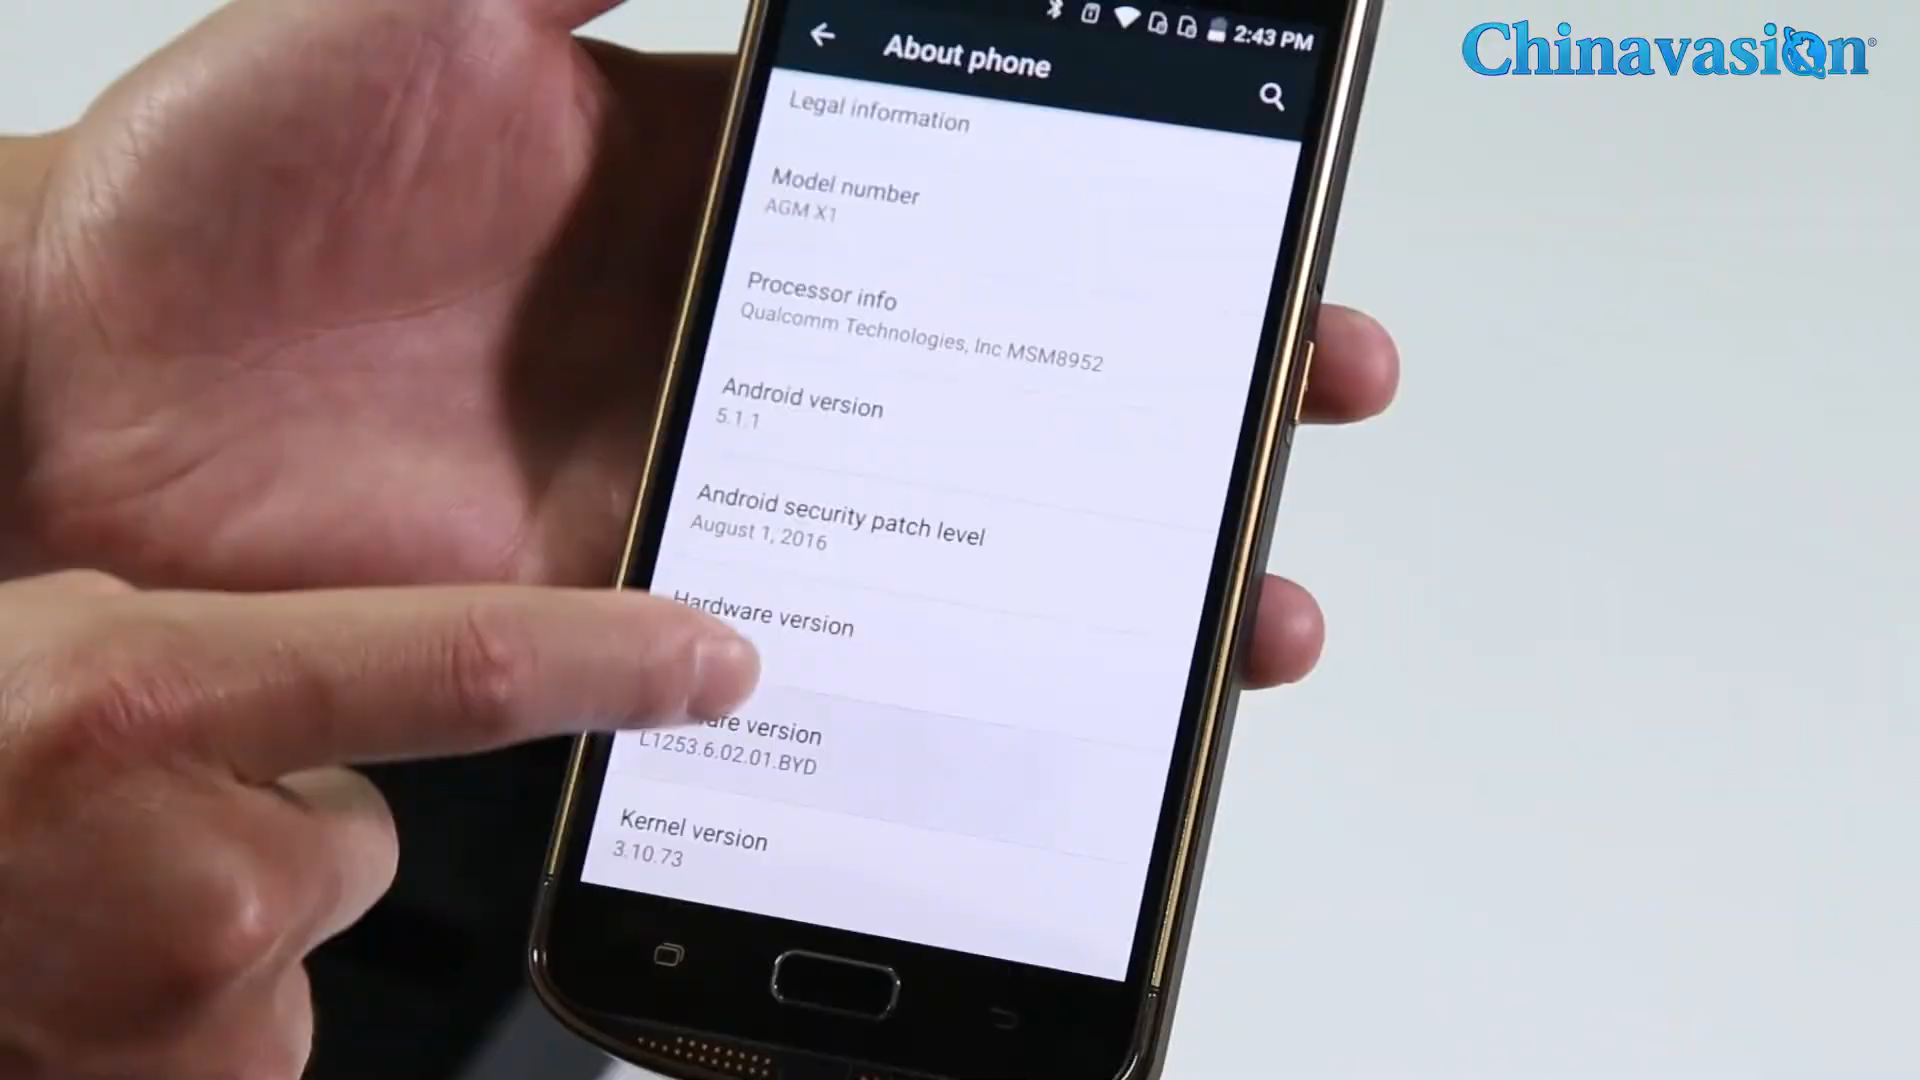 2:43 PM
Chinavasion
About phone
Legal information
Model number
AGM X1
Processor info
Qualcomm Technologies, Inc MSM8952
Android version
5.1.1
Android security patch level
August 1, 2016
Hardware version
version
L1253.6.02.01.BYD
Kernel version
3.10.73